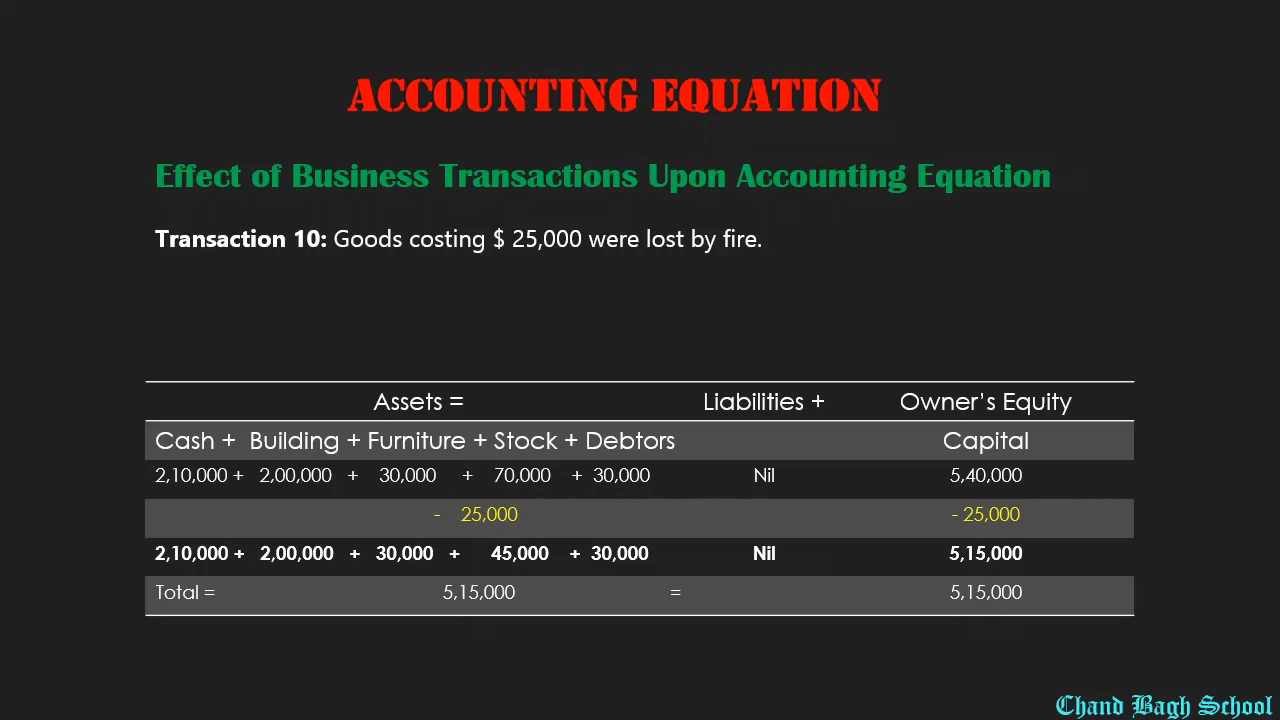 ACCOUNTING EQUATION
Effect of Business Transactions Upon Accounting Equation
Transaction 10: Goods costing $ 25,000 were lost by fire.
Assets = Liabilities + Owner’s Equity
Cash + Building + Furniture + Stock + Debtors Capital
2,10,000 + 2,00,000 + 30,000 + 70,000 + 30,000 Nil 5,40,000
- 25,000 - 25,000
2,10,000 + 2,00,000 + 30,000 + 45,000 + 30,000 Nil 5,15,000
Total = 5,15,000 = 5,15,000
Chand Bagh School